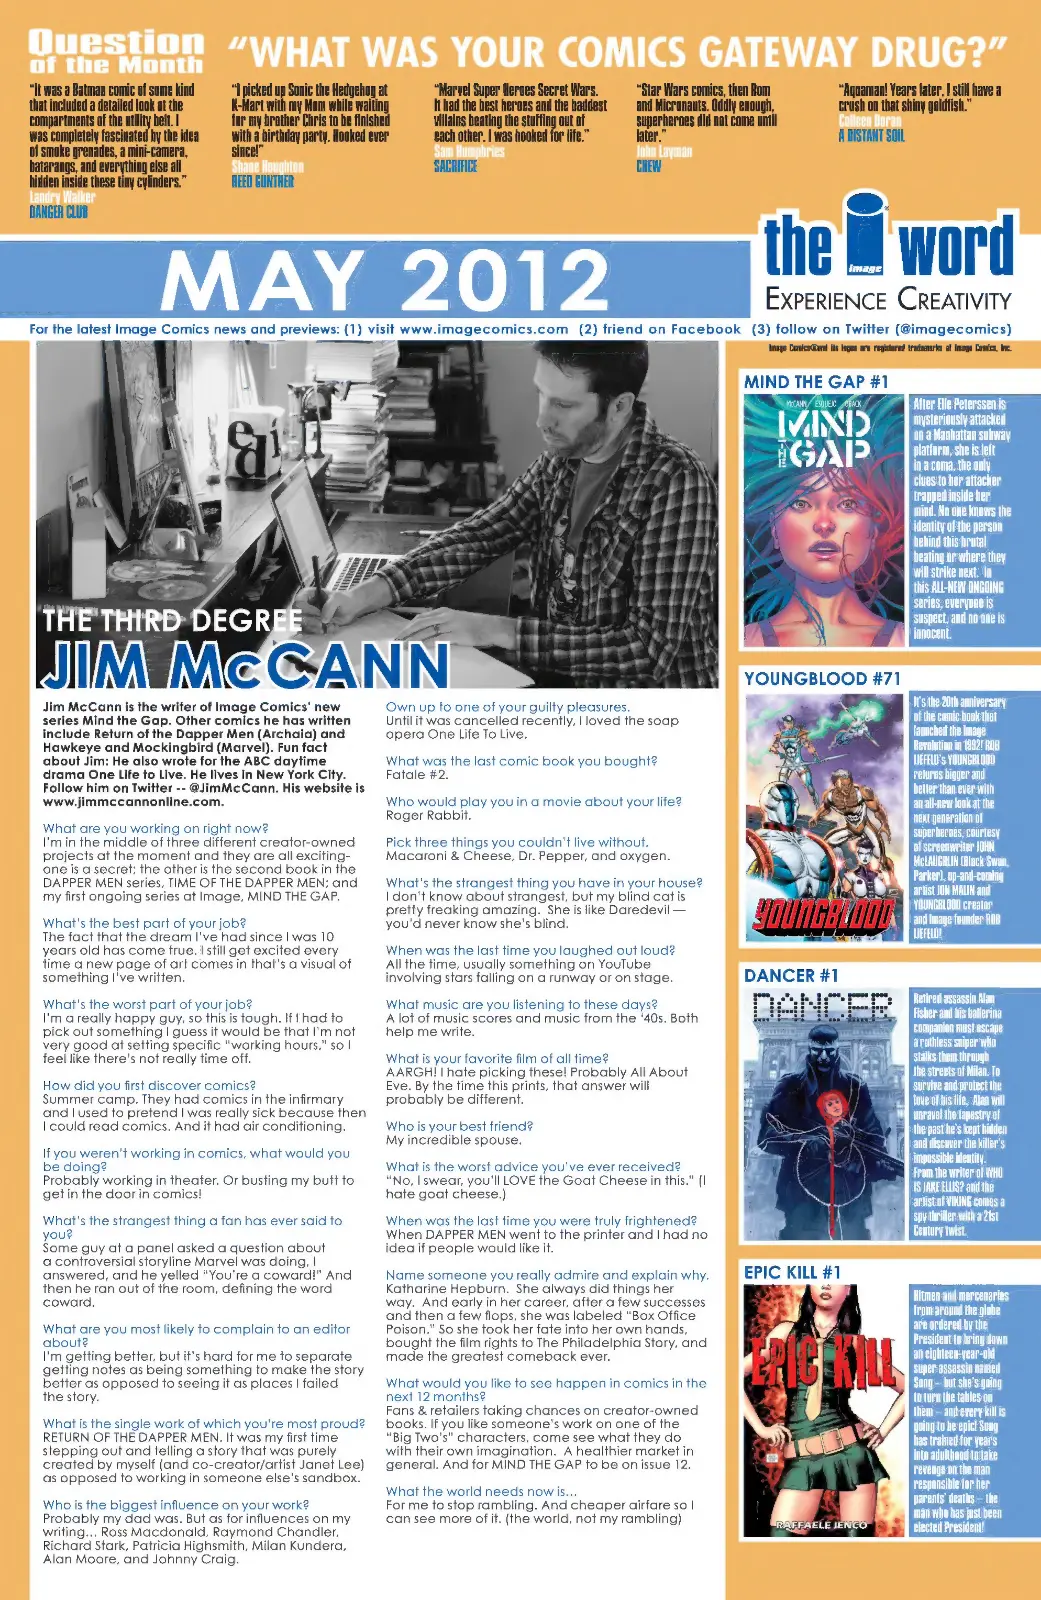 Question
of the Month
“WHAT WAS YOUR COMICS GATEWAY DRUG?”
“It was a Batman comic of some kind
that included a detailed look at the
compartments of the utility belt. I
was completely fascinated by the idea
of smoke grenades, a mini-camera,
batarangs, and everything else all
hidden inside these tiny cylinders.”
Landry Walker
DANGER CLUB
“I picked up Sonic the Hedgehog at
K-Mart with my Mom while waiting
for my brother Chris to be finished
with a birthday party. Hooked ever
since!”
Shane Houghton
REED GUNTHER
“Marvel Super Heroes Secret Wars.
It had the best heroes and the baddest
villains beating the stuffing out of
each other. I was hooked for life.”
Sam Humphries
SACRIFICE
“Star Wars comics, then Rom
and Micronauts. Oddly enough,
superheroes did not come until
later.”
John Layman
CHEW
“Aquaman! Years later, I still have a
crush on that shiny goldfish.”
Colleen Doran
A DISTANT SOIL
MAY 2012
the image word
EXPERIENCE CREATIVITY
For the latest Image Comics news and previews: (1) visit www.imagecomics.com (2) friend on Facebook (3) follow on Twitter (@imagecomics)
Image Comics® and its logos are registered trademarks of Image Comics, Inc.
THE THIRD DEGREE
JIM McCANN
Jim McCann is the writer of Image Comics’ new
series Mind the Gap. Other comics he has written
include Return of the Dapper Men (Archaia) and
Hawkeye and Mockingbird (Marvel). Fun fact
about Jim: He also wrote for the ABC daytime
drama One Life to Live. He lives in New York City.
Follow him on Twitter -- @JimMcCann. His website is
www.jimmccannonline.com.
What are you working on right now?
I’m in the middle of three different creator-owned
projects at the moment and they are all exciting-
one is a secret; the other is the second book in the
DAPPER MEN series, TIME OF THE DAPPER MEN; and
my first ongoing series at Image, MIND THE GAP.
What’s the best part of your job?
The fact that the dream I’ve had since I was 10
years old has come true. I still get excited every
time a new page of art comes in that’s a visual of
something I’ve written.
What’s the worst part of your job?
I’m a really happy guy, so this is tough. If I had to
pick out something I guess it would be that I’m not
very good at setting specific “working hours,” so I
feel like there’s not really time off.
How did you first discover comics?
Summer camp. They had comics in the infirmary
and I used to pretend I was really sick because then
I could read comics. And it had air conditioning.
If you weren’t working in comics, what would you
be doing?
Probably working in theater. Or busting my butt to
get in the door in comics!
What’s the strangest thing a fan has ever said to
you?
Some guy at a panel asked a question about
a controversial storyline Marvel was doing, I
answered, and he yelled “You’re a coward!” And
then he ran out of the room, defining the word
coward.
What are you most likely to complain to an editor
about?
I’m getting better, but it’s hard for me to separate
getting notes as being something to make the story
better as opposed to seeing it as places I failed
the story.
What is the single work of which you’re most proud?
RETURN OF THE DAPPER MEN. It was my first time
stepping out and telling a story that was purely
created by myself (and co-creator/artist Janet Lee)
as opposed to working in someone else’s sandbox.
Who is the biggest influence on your work?
Probably my dad was. But as for influences on my
writing... Ross Macdonald, Raymond Chandler,
Richard Stark, Patricia Highsmith, Milan Kundera,
Alan Moore, and Johnny Craig.
Own up to one of your guilty pleasures.
Until it was cancelled recently, I loved the soap
opera One Life To Live.
What was the last comic book you bought?
Fatale #2.
Who would play you in a movie about your life?
Roger Rabbit.
Pick three things you couldn’t live without.
Macaroni & Cheese, Dr. Pepper, and oxygen.
What’s the strangest thing you have in your house?
I don’t know about strangest, but my blind cat is
pretty freaking amazing. She is like Daredevil —
you’d never know she’s blind.
When was the last time you laughed out loud?
All the time, usually something on YouTube
involving stars falling on a runway or on stage.
What music are you listening to these days?
A lot of music scores and music from the ‘40s. Both
help me write.
What is your favorite film of all time?
AARGH! I hate picking these! Probably All About
Eve. By the time this prints, that answer will
probably be different.
Who is your best friend?
My incredible spouse.
What is the worst advice you’ve ever received?
“No, I swear, you’ll LOVE the Goat Cheese in this.” (I
hate goat cheese.)
When was the last time you were truly frightened?
When DAPPER MEN went to the printer and I had no
idea if people would like it.
Name someone you really admire and explain why.
Katharine Hepburn. She always did things her
way. And early in her career, after a few successes
and then a few flops, she was labeled “Box Office
Poison.” So she took her fate into her own hands,
bought the film rights to The Philadelphia Story, and
made the greatest comeback ever.
What would you like to see happen in comics in the
next 12 months?
Fans & retailers taking chances on creator-owned
books. If you like someone’s work on one of the
“Big Two’s” characters, come see what they do
with their own imagination. A healthier market in
general. And for MIND THE GAP to be on issue 12.
What the world needs now is...
For me to stop rambling. And cheaper airfare so I
can see more of it. (the world, not my rambling)
MIND THE GAP #1
McCANN ESQUEJO OBACK
MIND
THE GAP
After Elle Peterssen is
mysteriously attacked
on a Manhattan subway
platform, she is left
in a coma, the only
clues to her attacker
trapped inside her
mind. No one knows the
identity of the person
behind this brutal
beating or where they
will strike next. In
this ALL-NEW ONGOING
series, everyone is
suspect, and no one is
innocent.
YOUNGBLOOD #71
YOUNGBLOOD
It’s the 20th anniversary
of the comic book that
launched the Image
Revolution in 1992! ROB
LIEFELD’s YOUNGBLOOD
returns bigger and
better than ever with
an all-new look at the
next generation of
superheroes, courtesy
of screenwriter JOHN
McLAUGHLIN (Black Swan,
Parker), up-and-coming
artist JON MALIN and
YOUNGBLOOD creator
and Image founder ROB
LIEFELD!
DANCER #1
DANCER
Retired assassin Alan
Fisher and his ballerina
companion must escape
a ruthless sniper who
stalks them through
the streets of Milan. To
survive and protect the
love of his life, Alan will
unravel the tapestry of
the past he’s kept hidden
and discover the killer’s
impossible identity.
From the writer of WHO
IS JAKE ELLIS? and the
artist of VIKING comes a
spy thriller with a 21st
Century twist.
EPIC KILL #1
EPIC KILL
RAFFAELE IENCO
Hitmen and mercenaries
from around the globe
are ordered by the
President to bring down
an eighteen-year-old
super-assassin named
Song – but she’s going
to turn the tables on
them – and every kill is
going to be epic! Song
has trained for years
into adulthood to take
revenge on the man
responsible for her
parents’ deaths – the
man who has just been
elected President!